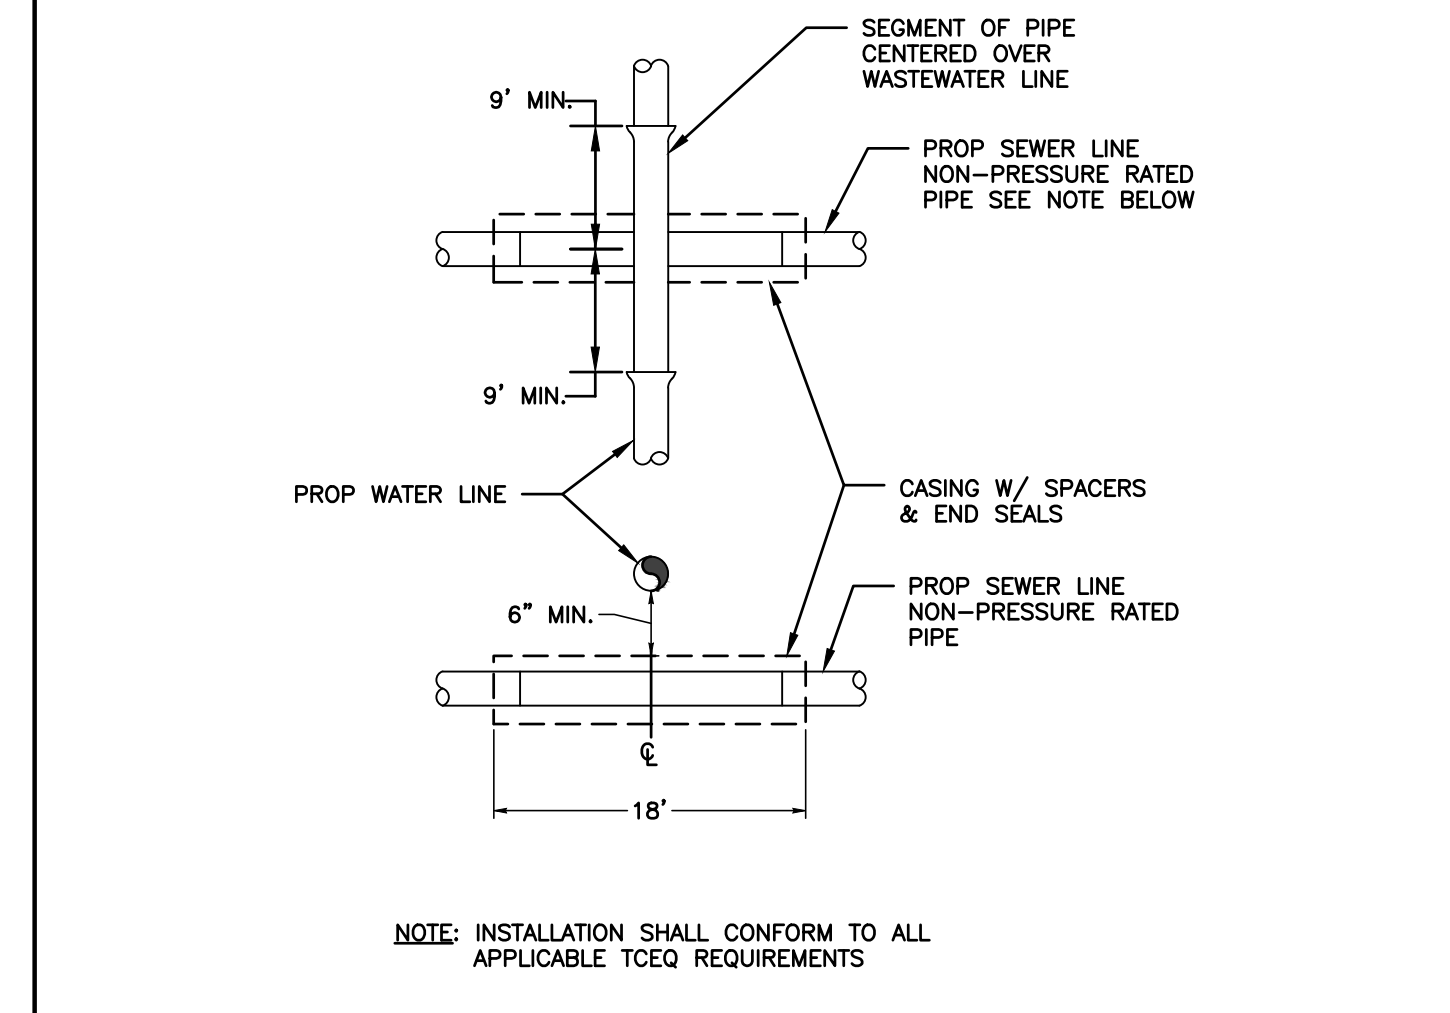 SEGMENT OF PIPE
CENTERED OVER
WASTEWATER LINE
9' MIN.
PROP SEWER LINE
NON-PRESSURE RATED
PIPE SEE NOTE BELOW
9' MIN.
PROP WATER LINE
CASING W/ SPACERS
& END SEALS
6" MIN.
PROP SEWER LINE
NON-PRESSURE RATED
PIPE
℄
18'
NOTE: INSTALLATION SHALL CONFORM TO ALL
APPLICABLE TCEQ REQUIREMENTS